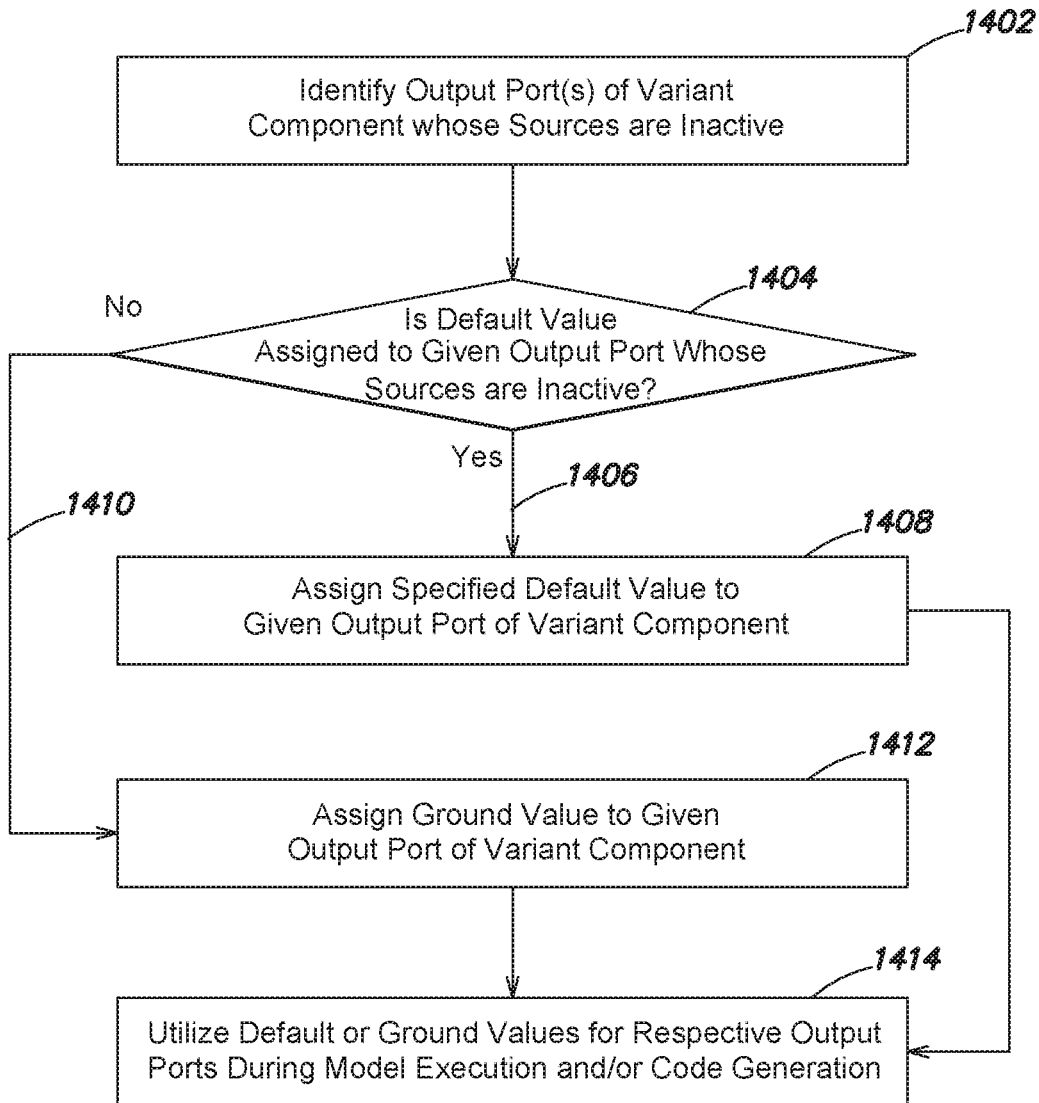 1402
Identify Output Port(s) of Variant
Component whose Sources are Inactive
1404
No
Is Default Value
Assigned to Given Output Port Whose
Sources are Inactive?
Yes
1406
1410
1408
Assign Specified Default Value to
Given Output Port of Variant Component
1412
Assign Ground Value to Given
Output Port of Variant Component
1414
Utilize Default or Ground Values for Respective Output
Ports During Model Execution and/or Code Generation